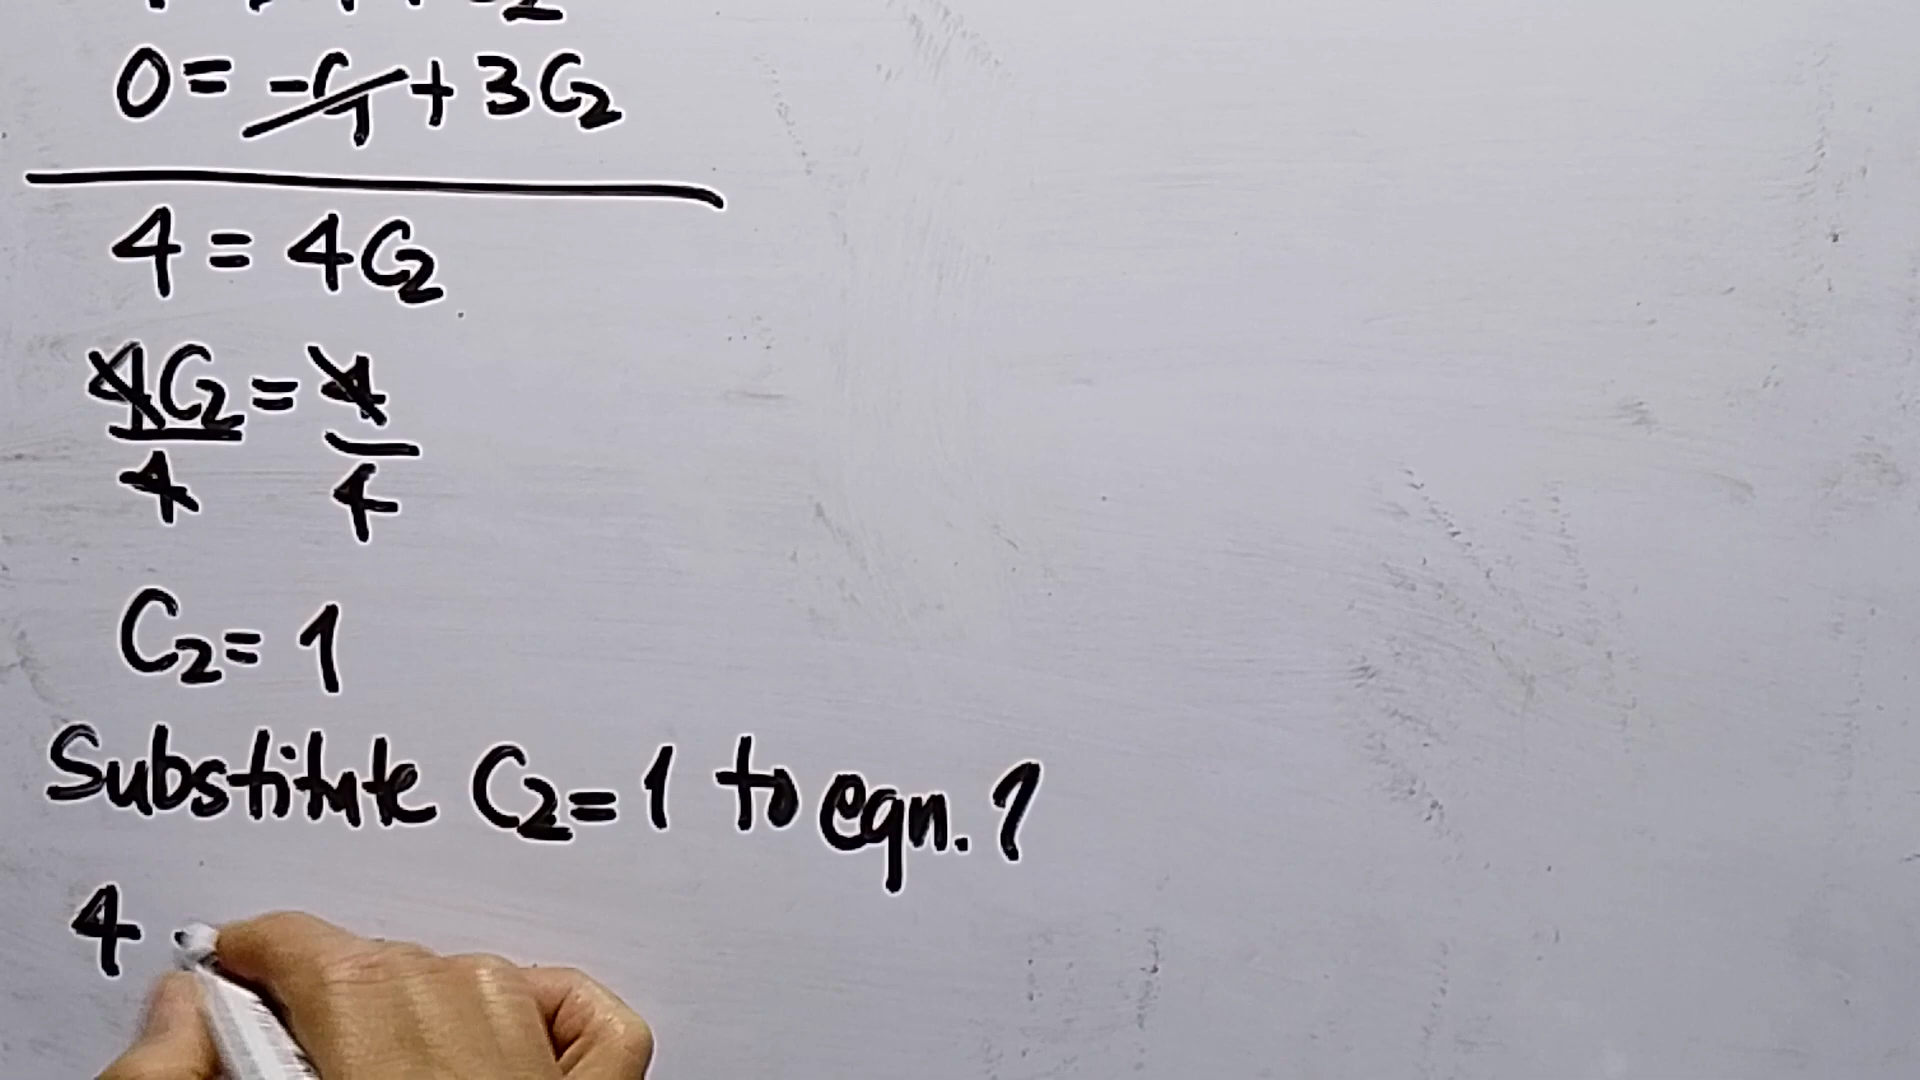 0 = -C1 + 3C2
4 = 4C2
4C2 = 4
4 4
C2 = 1
Substitute C2 = 1 to eqn. 1
4